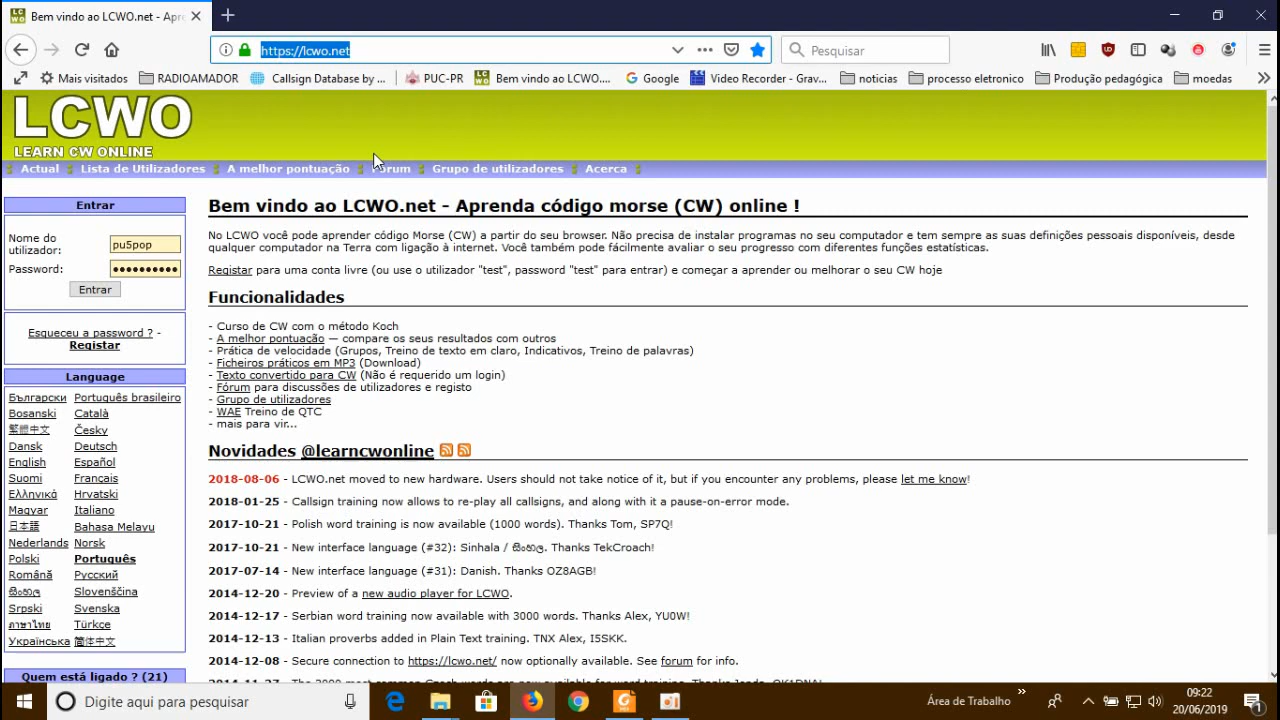 Bem vindo ao LCWO.net - Apr
https://lcwo.net
Pesquisar
Mais visitados
RADIOAMADOR
Callsign Database by ...
PUC-PR
Bem vindo ao LCWO....
Google
Video Recorder - Grav...
noticias
processo eletronico
Produção pedagógica
moedas
LCWO
LEARN CW ONLINE
Actual
Lista de Utilizadores
A melhor pontuação
Fórum
Grupo de utilizadores
Acerca
Entrar
Nome do
utilizador:
pu5pop
Password:
Entrar
Esqueceu a password ? -
Registar
Language
Български Português brasileiro
Bosanski Català
繁體中文 Česky
Dansk Deutsch
English Español
Suomi Français
Ελληνικά Hrvatski
Magyar Italiano
日本語 Bahasa Melayu
Nederlands Norsk
Polski Português
Română Русский
සිංහල Slovenščina
Srpski Svenska
ภาษาไทย Türkçe
Українська 简体中文
Quem está ligado ? (21)
Bem vindo ao LCWO.net - Aprenda código morse (CW) online !
No LCWO você pode aprender código Morse (CW) a partir do seu browser. Não precisa de instalar programas no seu computador e tem sempre as suas definições pessoais disponíveis, desde
qualquer computador na Terra com ligação à internet. Você também pode fácilmente avaliar o seu progresso com diferentes funções estatísticas.
Registar para uma conta livre (ou use o utilizador "test", password "test" para entrar) e começar a aprender ou melhorar o seu CW hoje
Funcionalidades
- Curso de CW com o método Koch
- A melhor pontuação — compare os seus resultados com outros
- Prática de velocidade (Grupos, Treino de texto em claro, Indicativos, Treino de palavras)
- Ficheiros práticos em MP3 (Download)
- Texto convertido para CW (Não é requerido um login)
- Fórum para discussões de utilizadores e registo
- Grupo de utilizadores
- WAE Treino de QTC
- mais para vir...
Novidades @learncwonline
2018-08-06 - LCWO.net moved to new hardware. Users should not take notice of it, but if you encounter any problems, please let me know!
2018-01-25 - Callsign training now allows to re-play all callsigns, and along with it a pause-on-error mode.
2017-10-21 - Polish word training is now available (1000 words). Thanks Tom, SP7Q!
2017-10-21 - New interface language (#32): Sinhala / සිංහල. Thanks TekCroach!
2017-07-14 - New interface language (#31): Danish. Thanks OZ8AGB!
2014-12-20 - Preview of a new audio player for LCWO.
2014-12-17 - Serbian word training now available with 3000 words. Thanks Alex, YU0W!
2014-12-13 - Italian proverbs added in Plain Text training. TNX Alex, I5SKK.
2014-12-08 - Secure connection to https://lcwo.net/ now optionally available. See forum for info.
Digite aqui para pesquisar
Área de Trabalho
09:22
20/06/2019
1